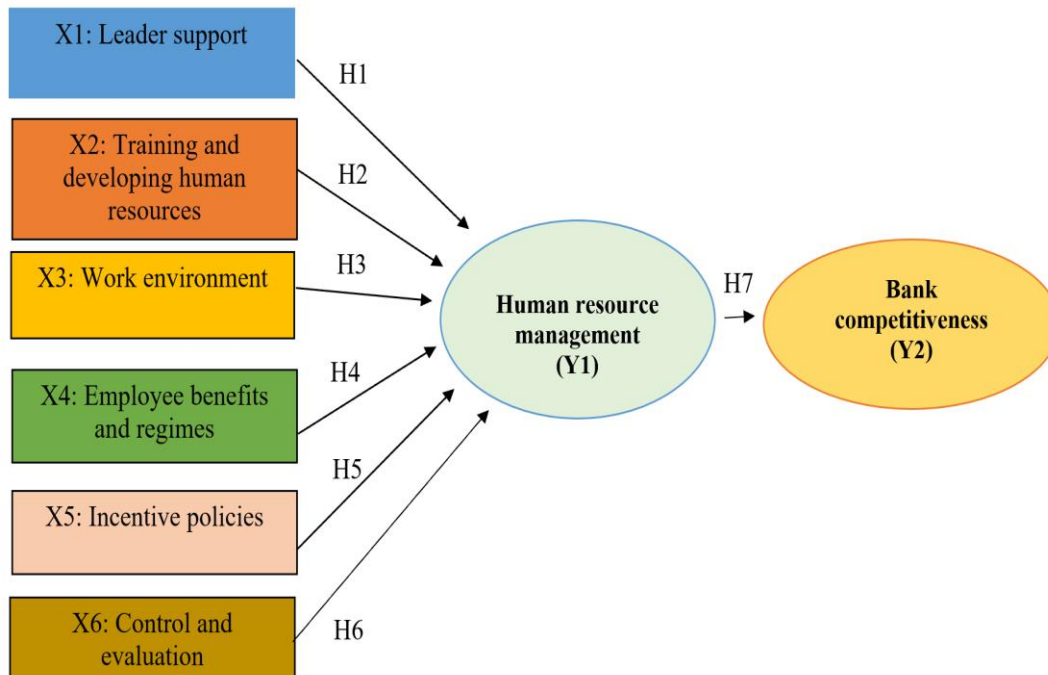 X1: Leader support
H1
X2: Training and
developing human
resources
H2
X3: Work environment
H3
X4: Employee benefits
and regimes
H4
X5: Incentive policies
H5
X6: Control and
evaluation
H6
Human resource
management
(Y1)
H7
Bank
competitiveness
(Y2)